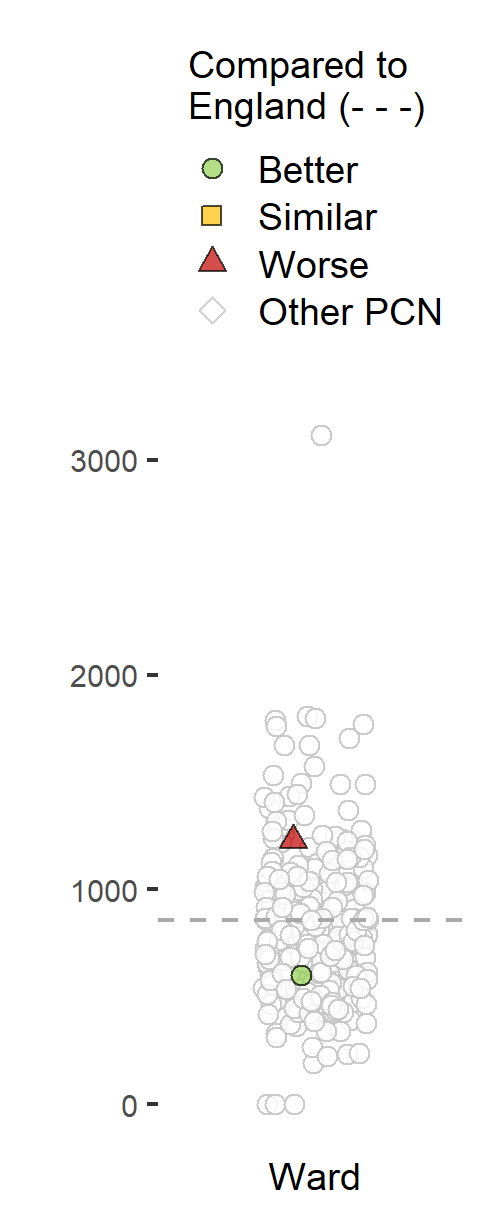 Compared to
England (- - -)
Better
Similar
Worse
Other PCN
3000
2000
1000
0
Ward